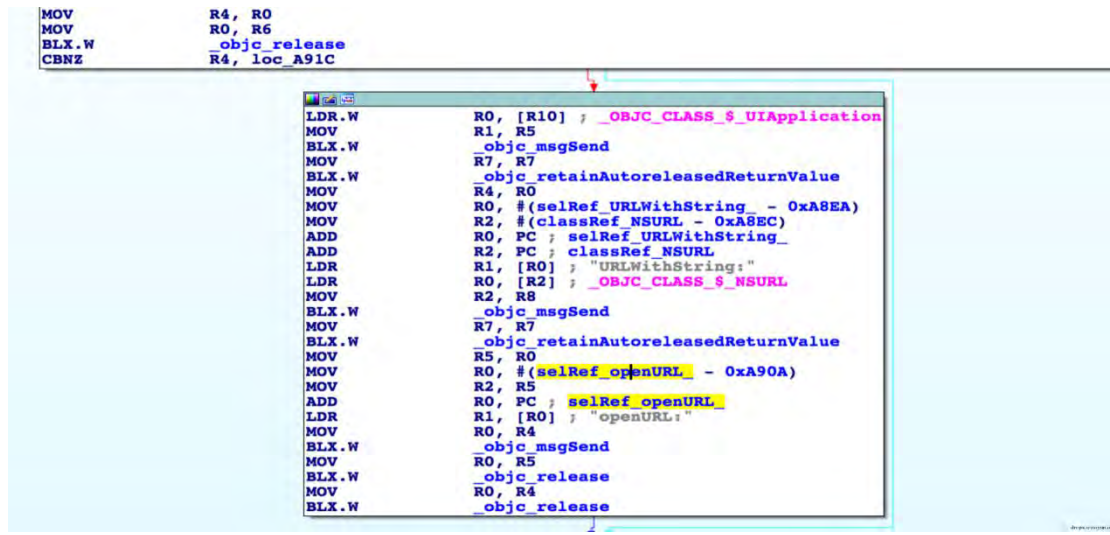 MOV R4, R0
MOV R0, R6
BLX.W _objc_release
CBNZ R4, loc_A91C
LDR.W R0, [R10] ; _OBJC_CLASS_$_UIApplication
MOV R1, R5
BLX.W _objc_msgSend
MOV R7, R7
BLX.W _objc_retainAutoreleasedReturnValue
MOV R4, R0
MOV R0, #(selRef_URLWithString_ - 0xA8EA)
MOV R2, #(classRef_NSURL - 0xA8EC)
ADD R0, PC ; selRef_URLWithString_
ADD R2, PC ; classRef_NSURL
LDR R1, [R0] ; "URLWithString:"
LDR R0, [R2] ; _OBJC_CLASS_$_NSURL
MOV R2, R8
BLX.W _objc_msgSend
MOV R7, R7
BLX.W _objc_retainAutoreleasedReturnValue
MOV R5, R0
MOV R0, #(selRef_openURL_ - 0xA90A)
MOV R2, R5
ADD R0, PC ; selRef_openURL_
LDR R1, [R0] ; "openURL:"
MOV R0, R4
BLX.W _objc_msgSend
MOV R0, R5
BLX.W _objc_release
MOV R0, R4
BLX.W _objc_release